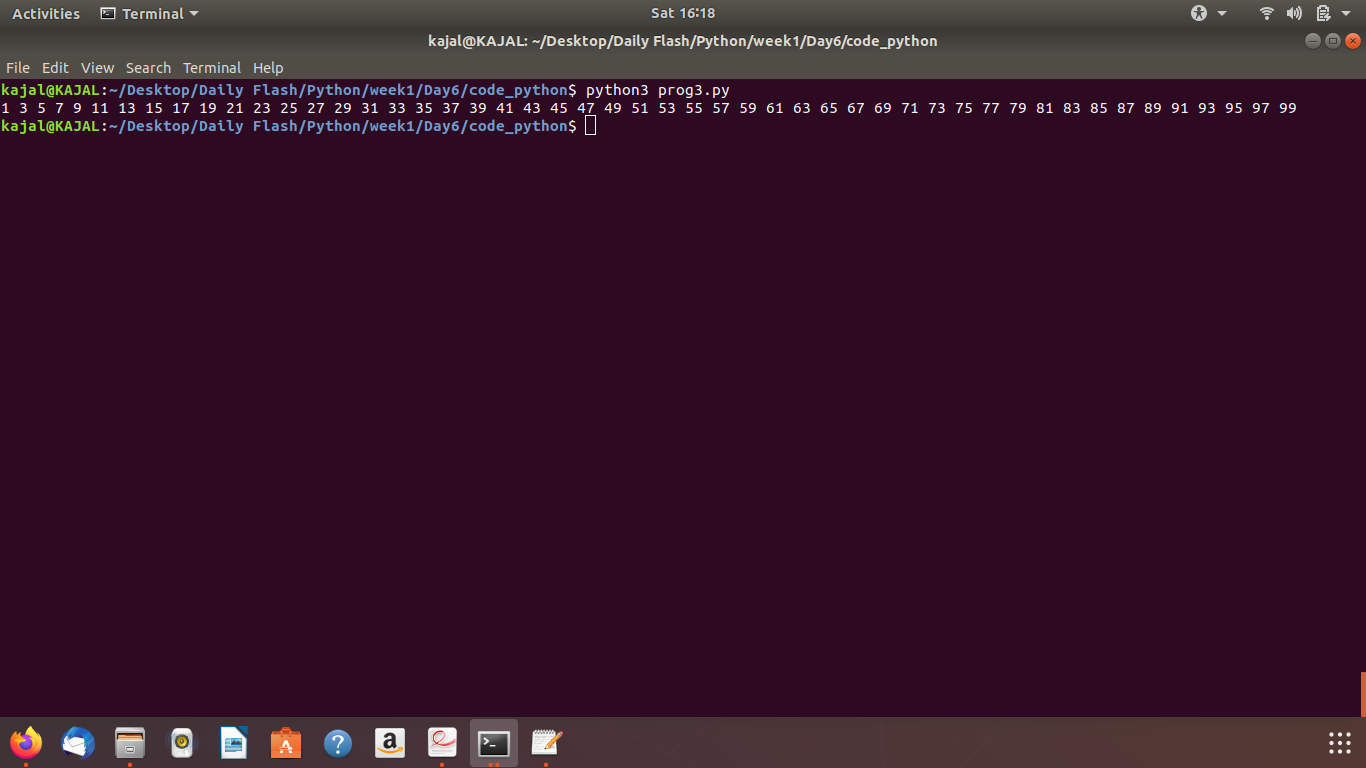 Activities Terminal Sat 16:18
kajal@KAJAL: ~/Desktop/Daily Flash/Python/week1/Day6/code_python
File Edit View Search Terminal Help
kajal@KAJAL:~/Desktop/Daily Flash/Python/week1/Day6/code_python$ python3 prog3.py
1 3 5 7 9 11 13 15 17 19 21 23 25 27 29 31 33 35 37 39 41 43 45 47 49 51 53 55 57 59 61 63 65 67 69 71 73 75 77 79 81 83 85 87 89 91 93 95 97 99
kajal@KAJAL:~/Desktop/Daily Flash/Python/week1/Day6/code_python$